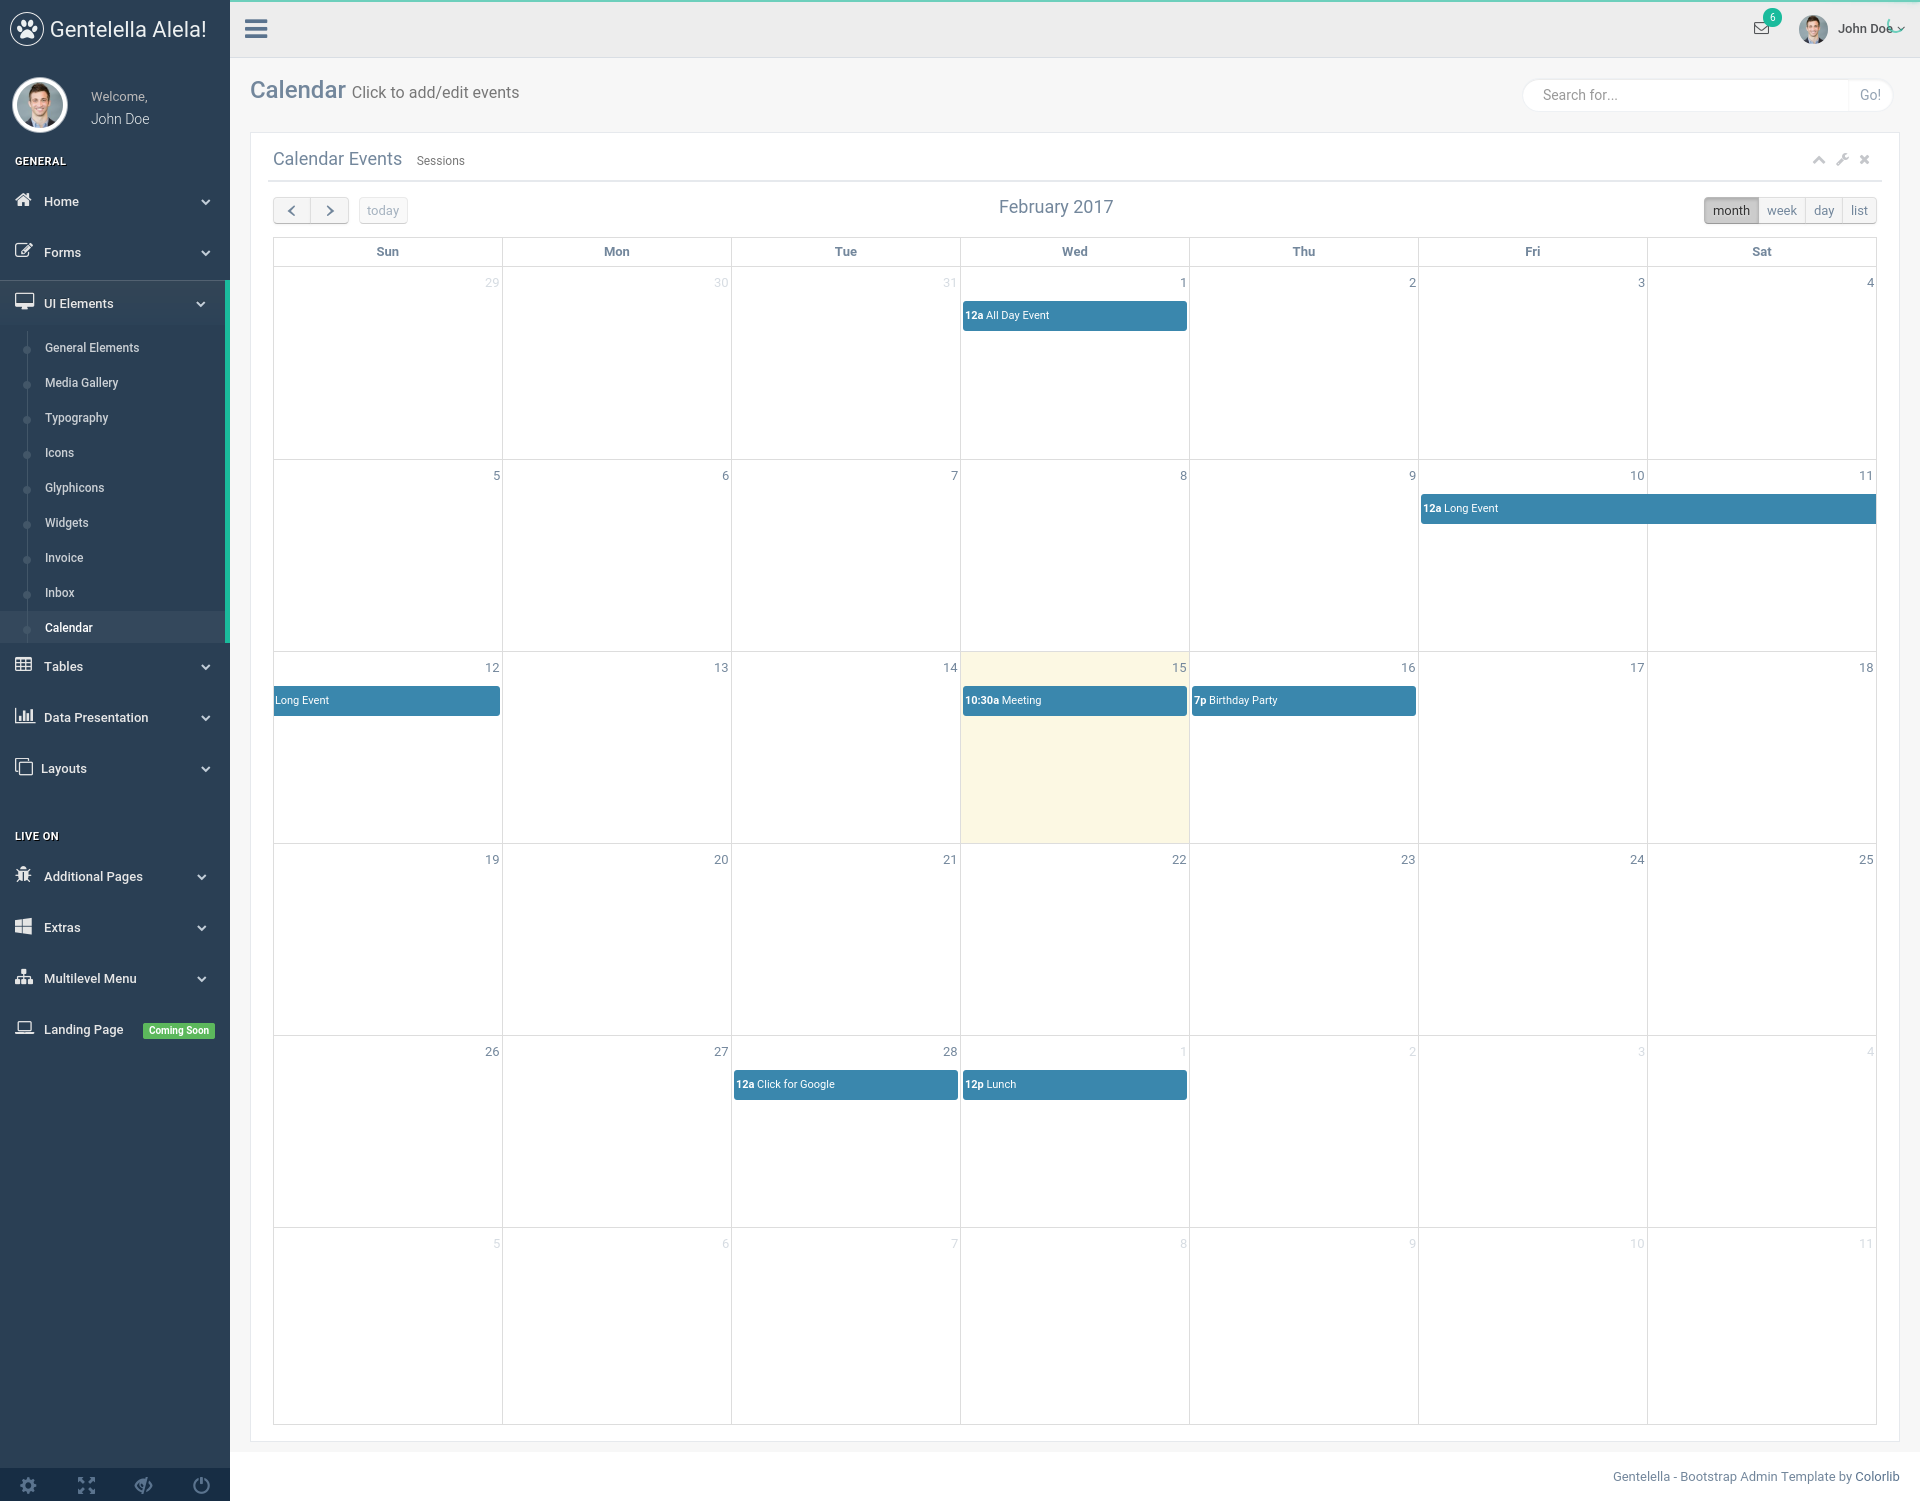 Gentelella Alela!
Welcome,
John Doe
GENERAL
Home
Forms
UI Elements
General Elements
Media Gallery
Typography
Icons
Glyphicons
Widgets
Invoice
Inbox
Calendar
Tables
Data Presentation
Layouts
LIVE ON
Additional Pages
Extras
Multilevel Menu
Landing Page Coming Soon
6
John Doe
Calendar Click to add/edit events
Search for... Go!
Calendar Events Sessions
today February 2017 month week day list
Sun Mon Tue Wed Thu Fri Sat
29 30 31 1 2 3 4
12a All Day Event
5 6 7 8 9 10 11
12a Long Event
12 13 14 15 16 17 18
Long Event 10:30a Meeting 7p Birthday Party
19 20 21 22 23 24 25
26 27 28 1 2 3 4
12a Click for Google 12p Lunch
5 6 7 8 9 10 11
Gentelella - Bootstrap Admin Template by Colorlib